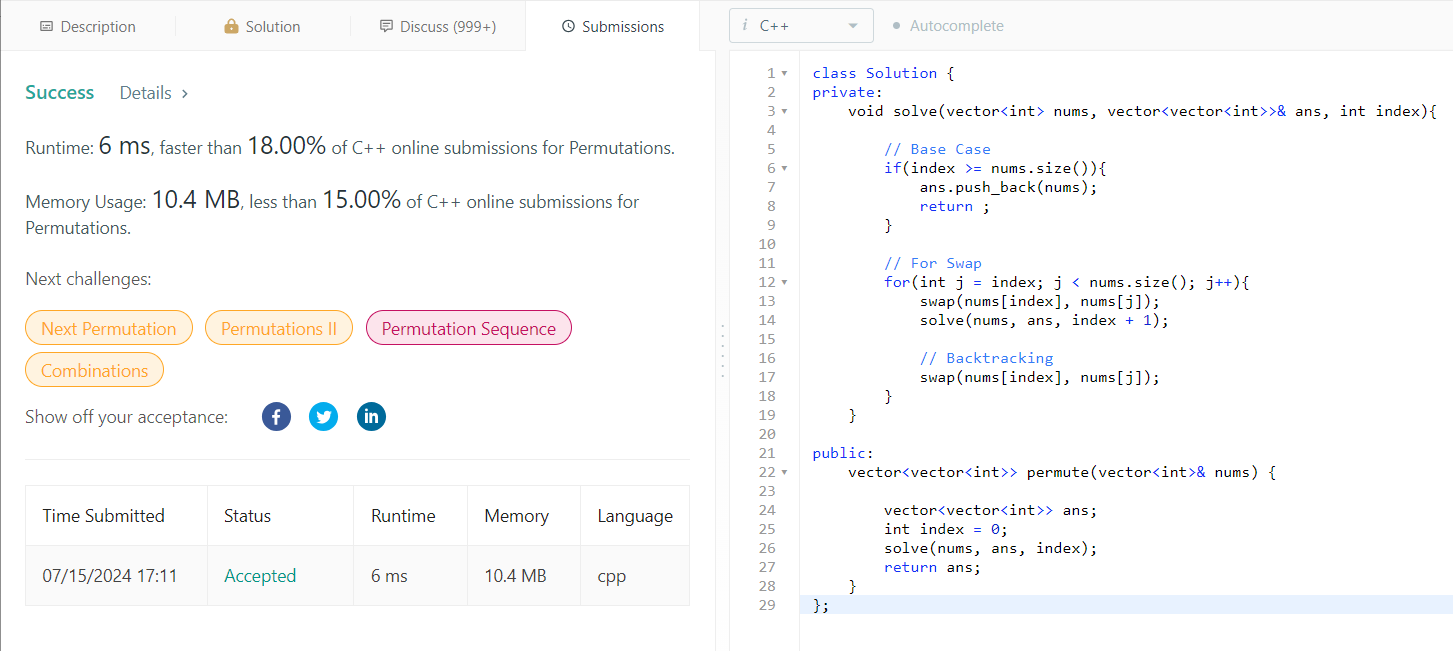 Description
Solution
Discuss (999+)
Submissions
Success
Details >
Runtime: 6 ms, faster than 18.00% of C++ online submissions for Permutations.
Memory Usage: 10.4 MB, less than 15.00% of C++ online submissions for
Permutations.
Next challenges:
Next Permutation
Permutations II
Permutation Sequence
Combinations
Show off your acceptance:
f
in
Time Submitted Status Runtime Memory Language
07/15/2024 17:11 Accepted 6 ms 10.4 MB cpp
i C++
Autocomplete
1 class Solution {
2 private:
3     void solve(vector<int> nums, vector<vector<int>>& ans, int index){
4
5         // Base Case
6         if(index >= nums.size()){
7             ans.push_back(nums);
8             return ;
9         }
10
11         // For Swap
12         for(int j = index; j < nums.size(); j++){
13             swap(nums[index], nums[j]);
14             solve(nums, ans, index + 1);
15
16             // Backtracking
17             swap(nums[index], nums[j]);
18         }
19     }
20
21 public:
22     vector<vector<int>> permute(vector<int>& nums) {
23
24         vector<vector<int>> ans;
25         int index = 0;
26         solve(nums, ans, index);
27         return ans;
28     }
29 };